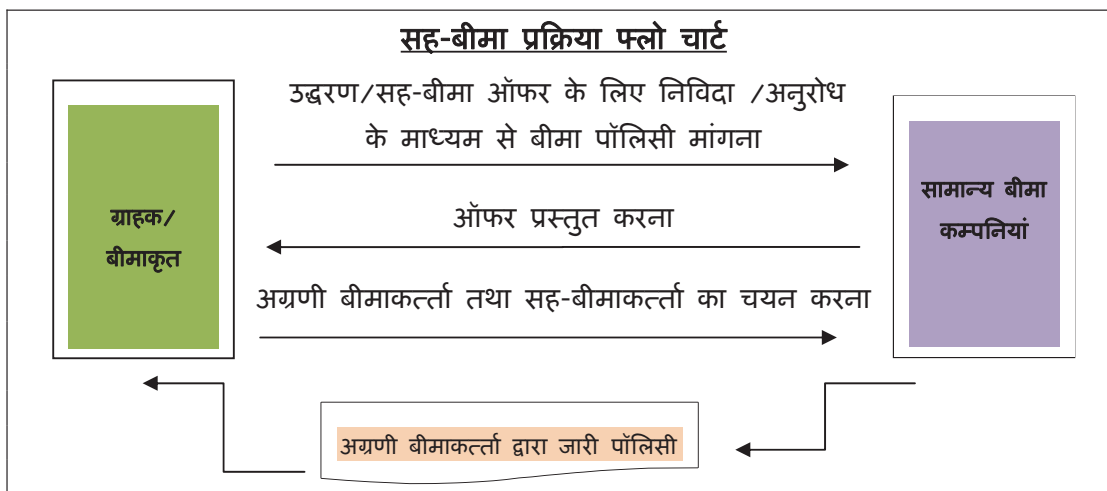 सह-बीमा प्रक्रिया फ्लो चार्ट
उद्धरण/सह-बीमा ऑफर के लिए निविदा /अनुरोध
के माध्यम से बीमा पॉलिसी मांगना
ग्राहक/
बीमाकृत
सामान्य बीमा
कम्पनियां
ऑफर प्रस्तुत करना
अग्रणी बीमाकर्त्ता तथा सह-बीमाकर्त्ता का चयन करना
अग्रणी बीमाकर्त्ता द्वारा जारी पॉलिसी